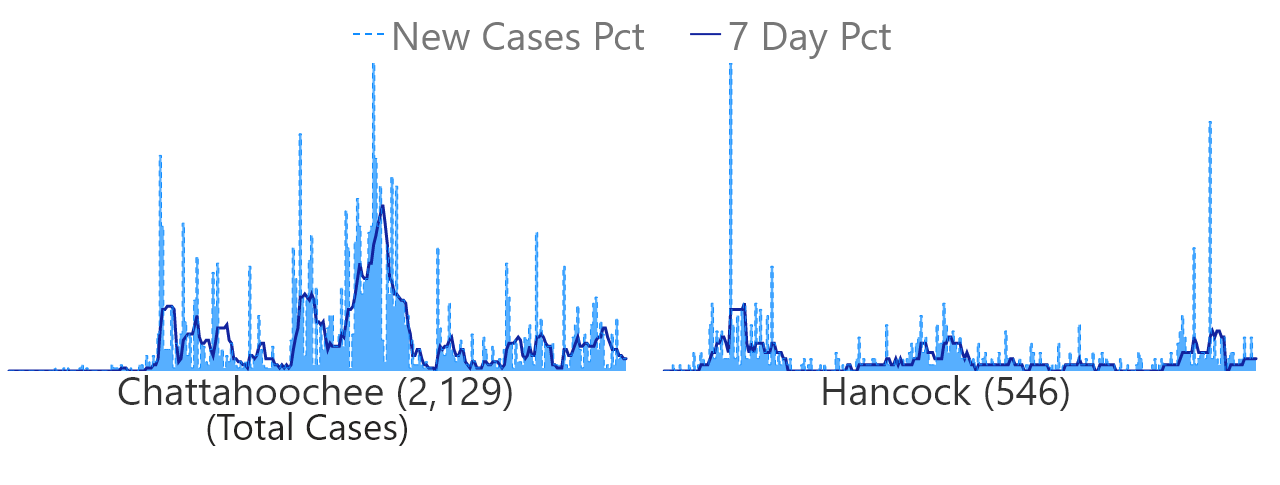 New Cases Pct 7 Day Pct
Chattahoochee (2,129) Hancock (546)
(Total Cases)